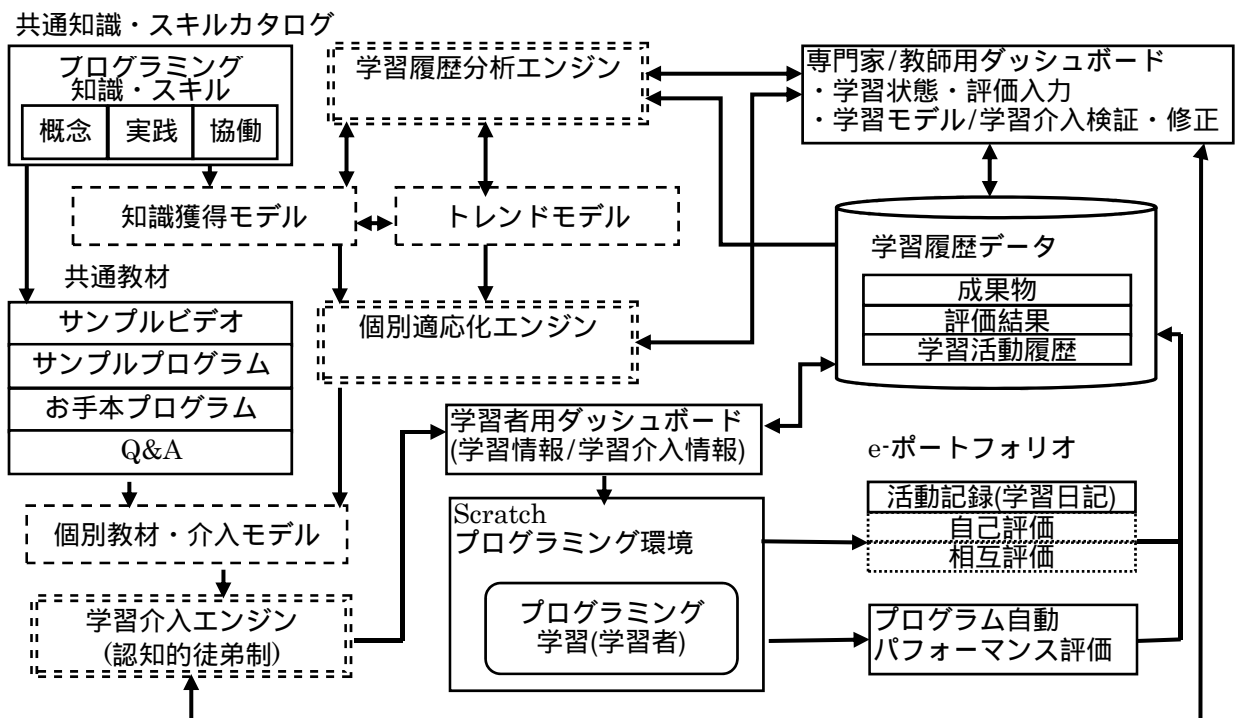 共通知識・スキルカタログ
プログラミング
知識・スキル
概念
実践
協働
学習履歴分析エンジン
専門家/教師用ダッシュボード
・学習状態・評価入力
・学習モデル/学習介入検証・修正
知識獲得モデル
トレンドモデル
学習履歴データ
成果物
評価結果
学習活動履歴
共通教材
サンプルビデオ
サンプルプログラム
お手本プログラム
Q&A
個別適応化エンジン
学習者用ダッシュボード
(学習情報/学習介入情報)
e-ポートフォリオ
活動記録(学習日記)
自己評価
相互評価
個別教材・介入モデル
Scratch
プログラミング環境
プログラミング
学習(学習者)
プログラム自動
パフォーマンス評価
学習介入エンジン
(認知的徒弟制)